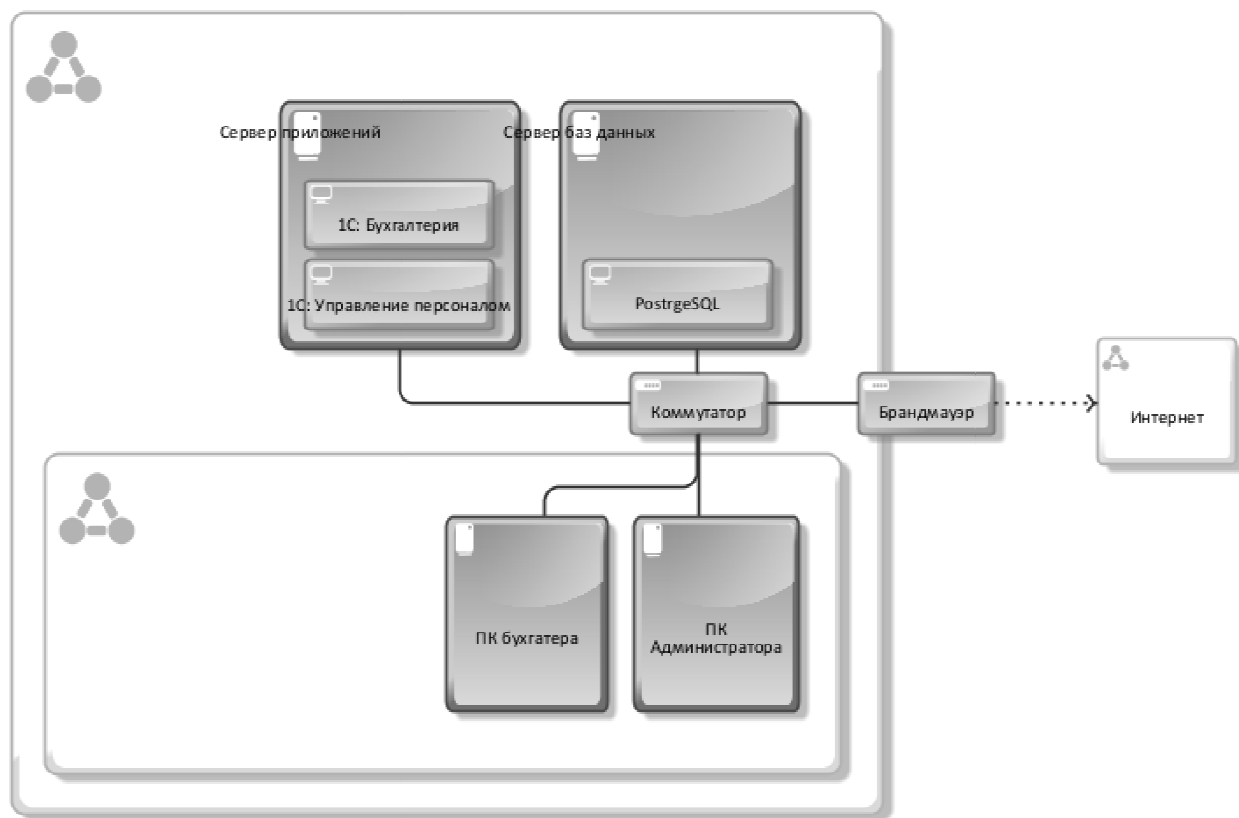 Сервер приложений
Сервер баз данных
1С: Бухгалтерия
1С: Управление персоналом
PostrgeSQL
Коммутатор
Брандмауэр
Интернет
ПК бухгатера
ПК
Администратора